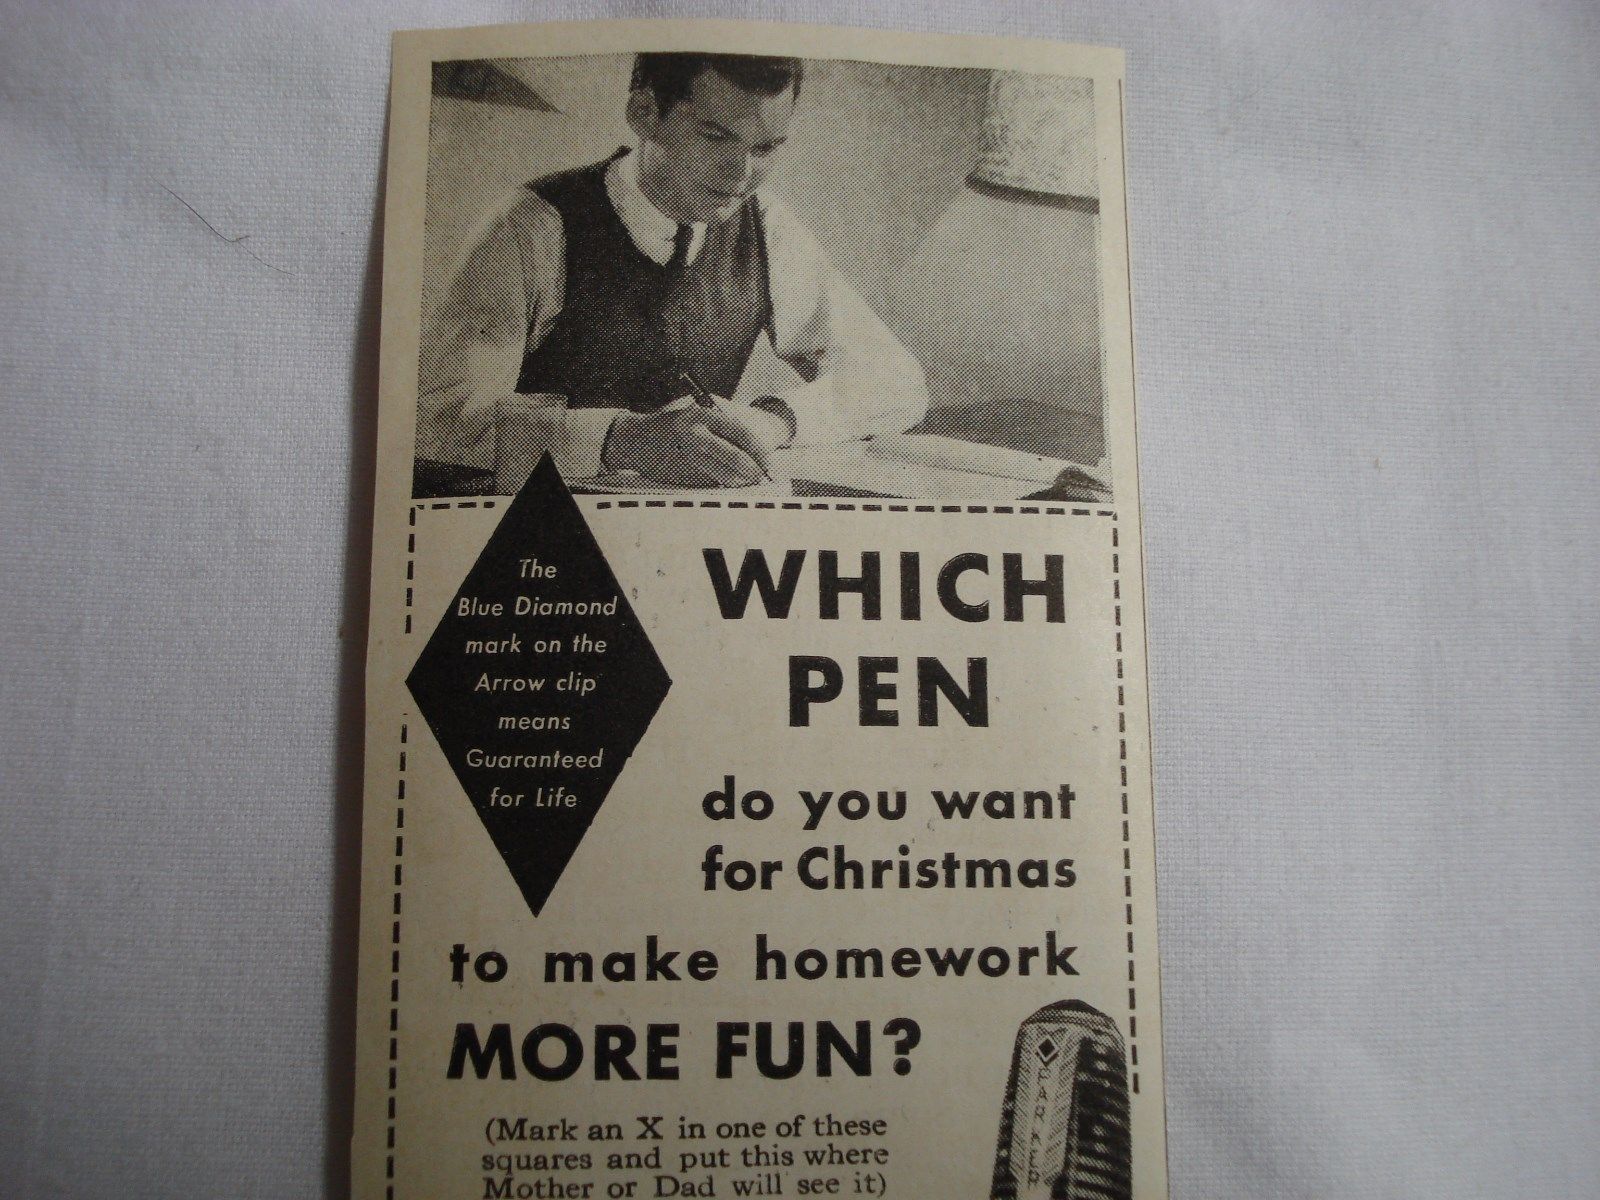 The
Blue Diamond
mark on the
Arrow clip
means
Guaranteed
for Life
WHICH
PEN
do you want
for Christmas
to make homework
MORE FUN?
(Mark an X in one of these
squares and put this where
Mother or Dad will see it)
PARKER